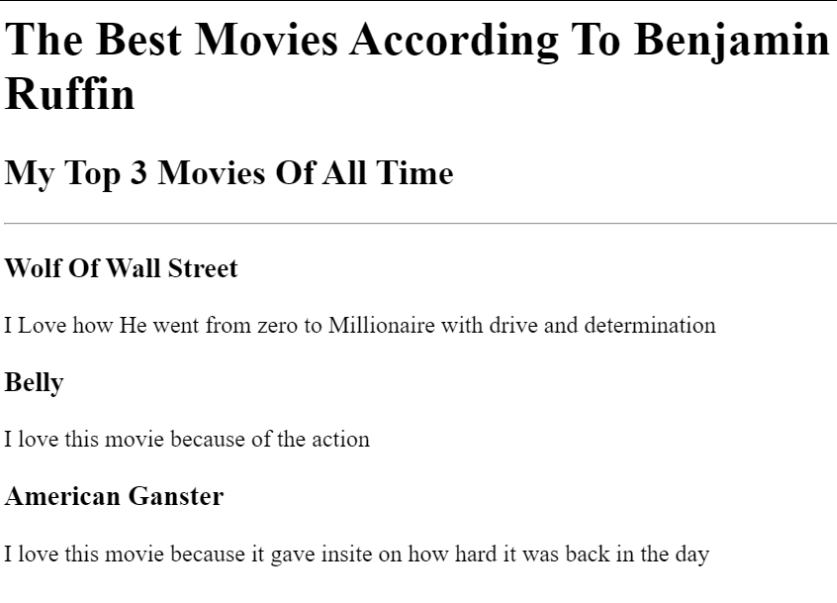 The Best Movies According To Benjamin
Ruffin
My Top 3 Movies Of All Time
Wolf Of Wall Street
I Love how He went from zero to Millionaire with drive and determination
Belly
I love this movie because of the action
American Ganster
I love this movie because it gave insite on how hard it was back in the day